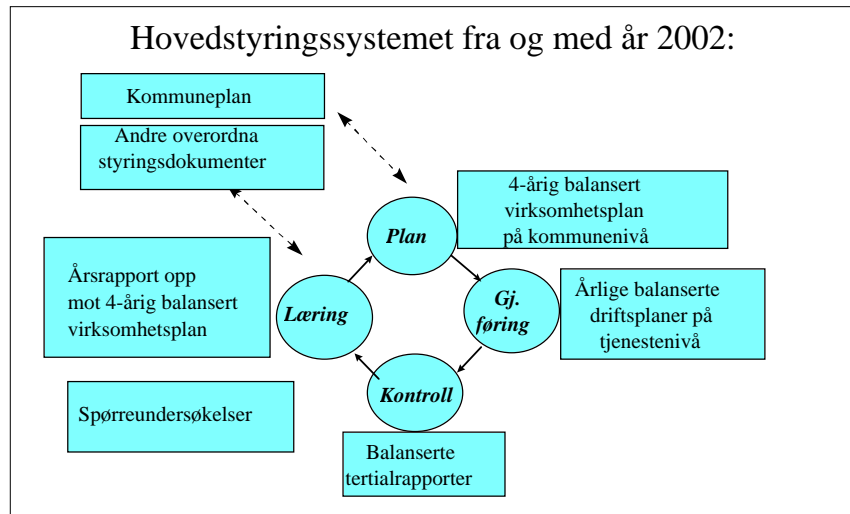 Hovedstyringssystemet fra og med år 2002:
Kommuneplan
Andre overordna
styringsdokumenter
4-årig balansert
virksomhetsplan
på kommunenivå
Plan
Årsrapport opp
mot 4-årig balansert
virksomhetsplan
Læring
Gj.
føring
Årlige balanserte
driftsplaner på
tjenestenivå
Kontroll
Spørreundersøkelser
Balanserte
tertialrapporter